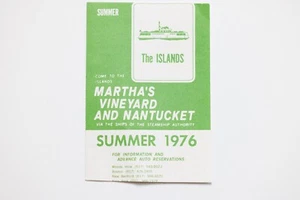 SUMMER
The ISLANDS
COME TO THE
ISLANDS
MARTHA'S
VINEYARD
AND NANTUCKET
VIA THE SHIPS OF THE STEAMSHIP AUTHORITY
SUMMER 1976
FOR INFORMATION AND
ADVANCE AUTO RESERVATIONS